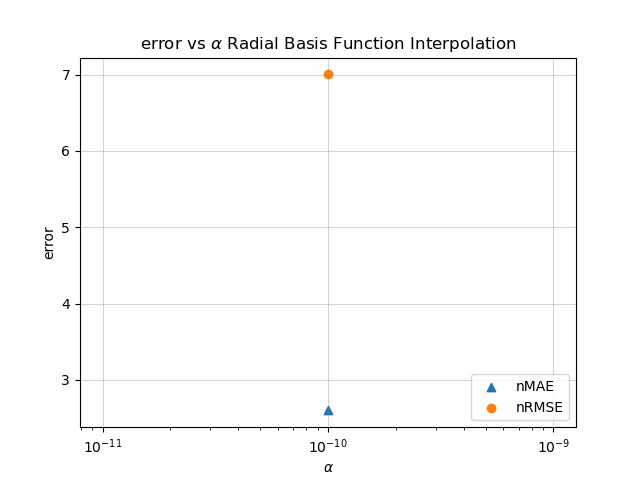 error vs α Radial Basis Function Interpolation
7
6
5
4
3
error
10⁻¹¹
10⁻¹⁰
10⁻⁹
α
nMAE
nRMSE